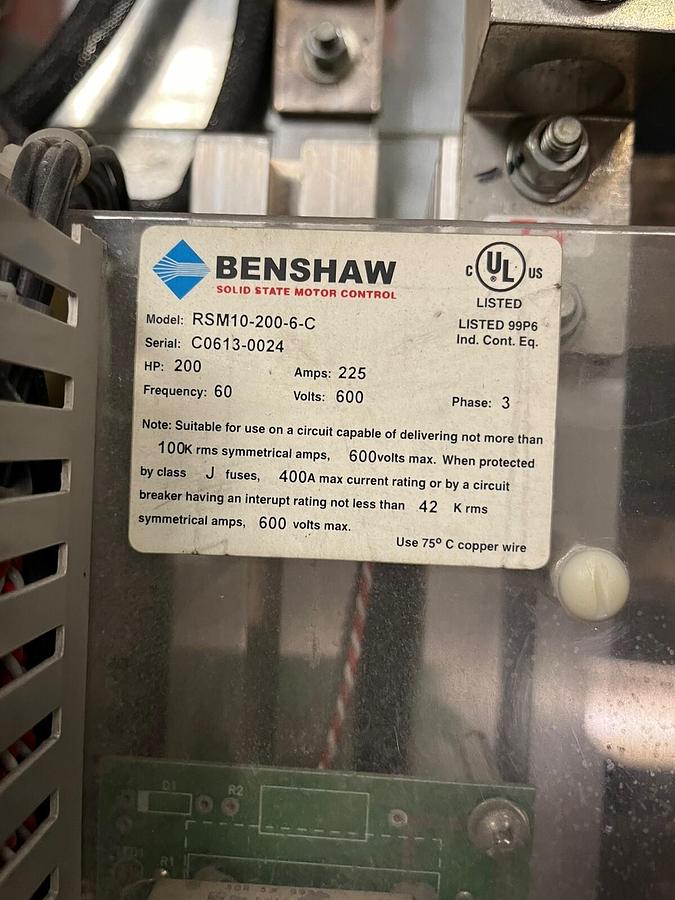 BENSHAW
SOLID STATE MOTOR CONTROL
C UL US
LISTED
Model: RSM10-200-6-C
LISTED 99P6
Serial: C0613-0024
Ind. Cont. Eq.
HP: 200
Amps: 225
Frequency: 60
Volts: 600
Phase: 3
Note: Suitable for use on a circuit capable of delivering not more than
100K rms symmetrical amps, 600volts max. When protected
by class J fuses, 400A max current rating or by a circuit
breaker having an interupt rating not less than 42 K rms
symmetrical amps, 600 volts max.
Use 75º C copper wire
D1
R2
R1